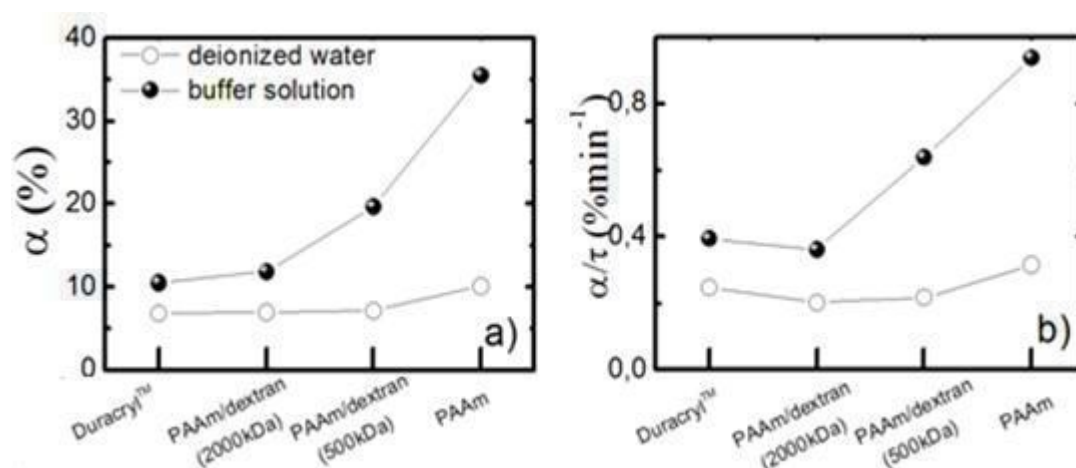 40
30
20
10
0
α (%)
deionized water
buffer solution
a)
Duracryl™
PAAm/dextran
(2000kDa)
PAAm/dextran
(500kDa)
PAAm
0,8
0,4
0,0
α/τ (%min⁻¹)
b)
Duracryl™
PAAm/dextran
(2000kDa)
PAAm/dextran
(500kDa)
PAAm